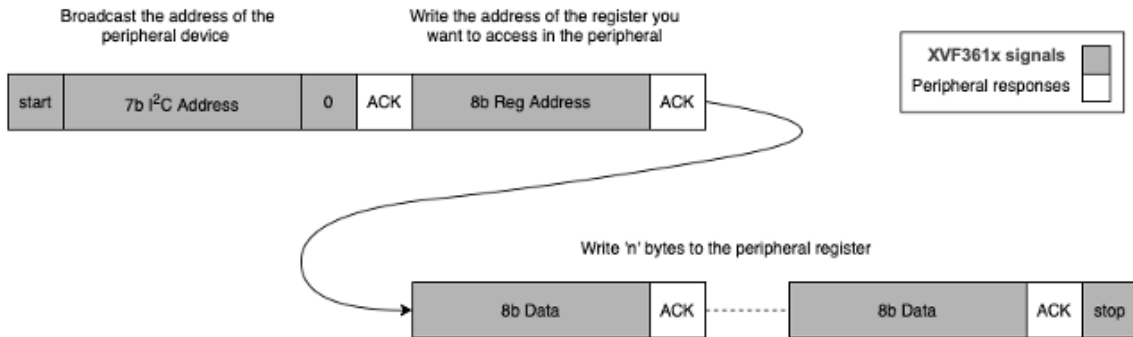 Broadcast the address of the
peripheral device
Write the address of the register you
want to access in the peripheral
XVF361x signals
Peripheral responses
start 7b I²C Address 0 ACK 8b Reg Address ACK
Write 'n' bytes to the peripheral register
8b Data ACK 8b Data ACK stop